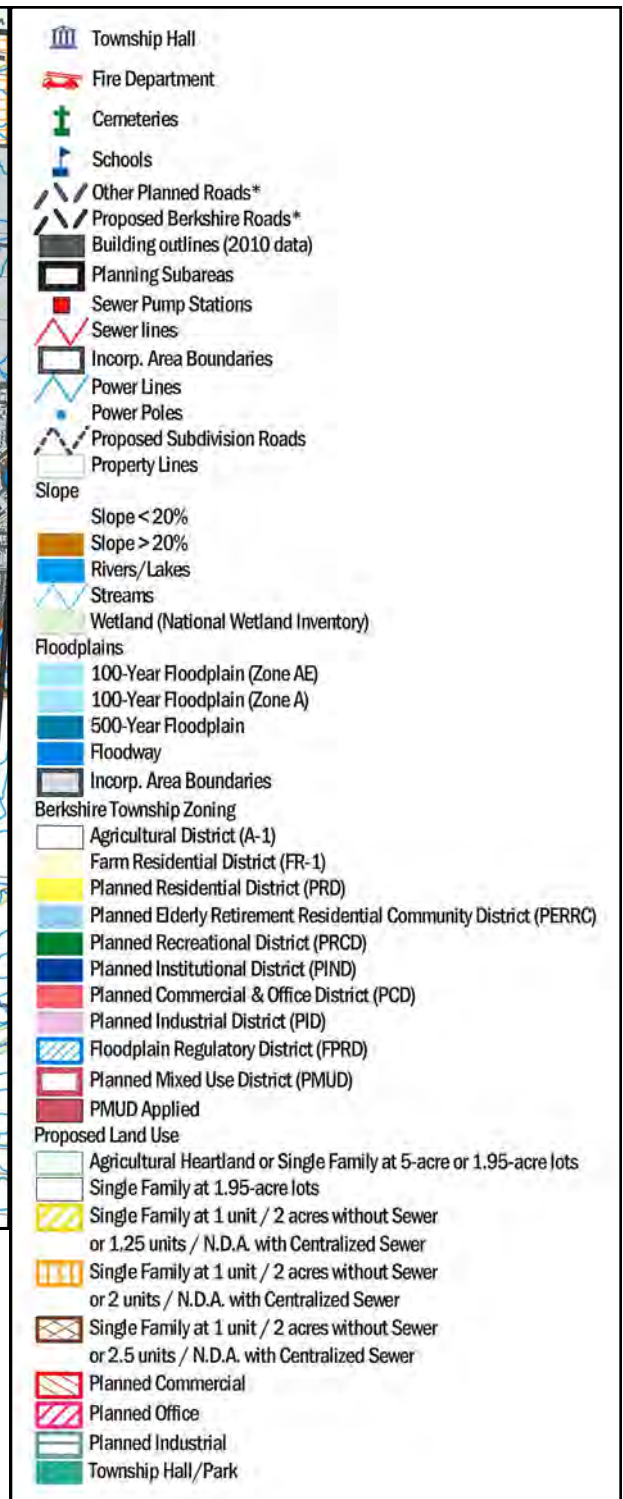 Township Hall
Fire Department
Cemeteries
Schools
Other Planned Roads*
Proposed Berkshire Roads*
Building outlines (2010 data)
Planning Subareas
Sewer Pump Stations
Sewer lines
Incorp. Area Boundaries
Power Lines
Power Poles
Proposed Subdivision Roads
Property Lines
Slope
Slope < 20%
Slope > 20%
Rivers/Lakes
Streams
Wetland (National Wetland Inventory)
Floodplains
100-Year Floodplain (Zone AE)
100-Year Floodplain (Zone A)
500-Year Floodplain
Floodway
Incorp. Area Boundaries
Berkshire Township Zoning
Agricultural District (A-1)
Farm Residential District (FR-1)
Planned Residential District (PRD)
Planned Elderly Retirement Residential Community District (PERRC)
Planned Recreational District (PRCD)
Planned Institutional District (PIND)
Planned Commercial & Office District (PCD)
Planned Industrial District (PID)
Floodplain Regulatory District (FPRD)
Planned Mixed Use District (PMUD)
PMUD Applied
Proposed Land Use
Agricultural Heartland or Single Family at 5-acre or 1.95-acre lots
Single Family at 1.95-acre lots
Single Family at 1 unit / 2 acres without Sewer
or 1.25 units / N.D.A. with Centralized Sewer
Single Family at 1 unit / 2 acres without Sewer
or 2 units / N.D.A. with Centralized Sewer
Single Family at 1 unit / 2 acres without Sewer
or 2.5 units / N.D.A. with Centralized Sewer
Planned Commercial
Planned Office
Planned Industrial
Township Hall/Park